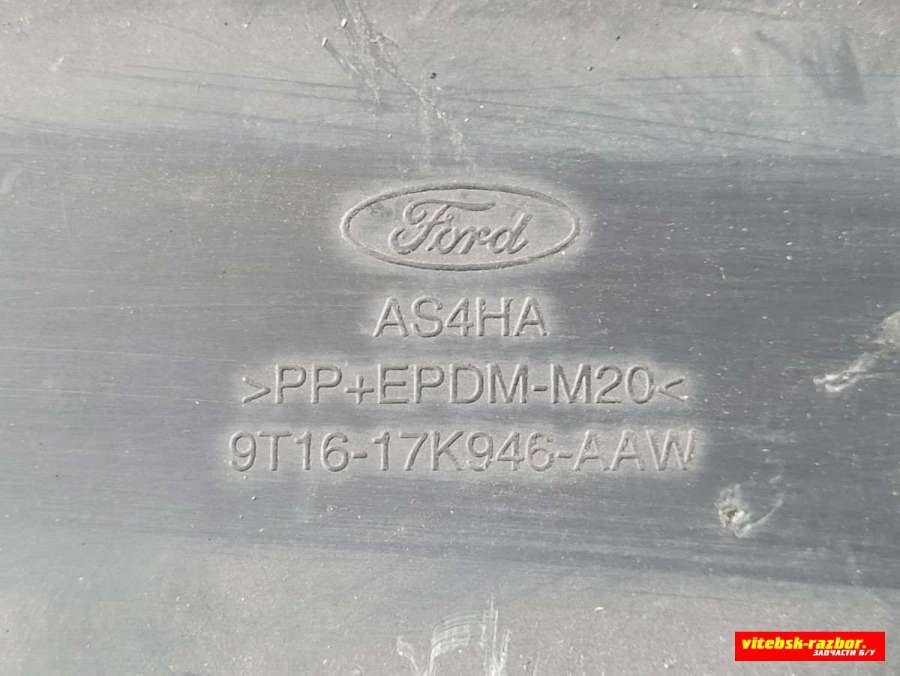 Ford
AS4HA
>PP+EPDM-M20<
9T16-17K946-AAW
vitebsk-razbor.
ЗАПЧАСТИ Б/У